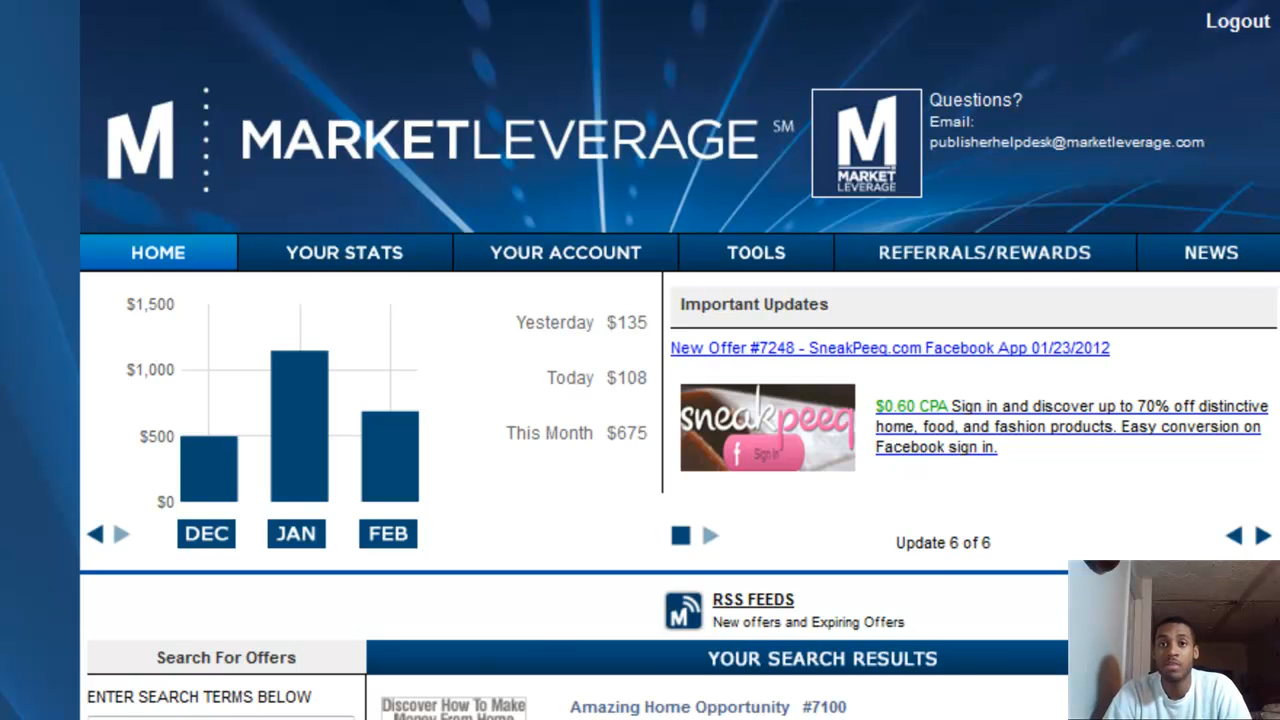 Logout
M MARKETLEVERAGE SM
M
MARKET
LEVERAGE
Questions?
Email:
publisherhelpdesk@marketleverage.com
HOME YOUR STATS YOUR ACCOUNT TOOLS REFERRALS/REWARDS NEWS
$1,500
$1,000
$500
$0
DEC JAN FEB
Yesterday $135
Today $108
This Month $675
Important Updates
New Offer #7248 - SneakPeeq.com Facebook App 01/23/2012
sneakpeeq
f Sign In
$0.60 CPA Sign in and discover up to 70% off distinctive
home, food, and fashion products. Easy conversion on
Facebook sign in.
Update 6 of 6
M
RSS FEEDS
New offers and Expiring Offers
Search For Offers
YOUR SEARCH RESULTS
ENTER SEARCH TERMS BELOW
Discover How To Make
Money From Home
Amazing Home Opportunity #7100